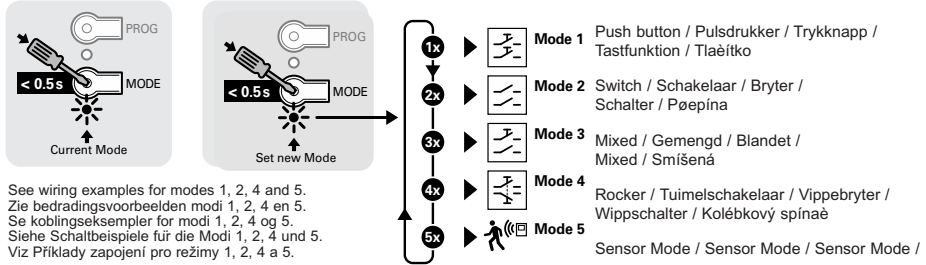 PROG
< 0.5s
MODE
Current Mode
PROG
< 0.5s
MODE
Set new Mode
1x
Mode 1
Push button / Pulsdrukker / Trykknapp /
Tastfunktion / Tlaèítko
2x
Mode 2
Switch / Schakelaar / Bryter /
Schalter / Pøepína
3x
Mode 3
Mixed / Gemengd / Blandet /
Mixed / Smíšená
4x
Mode 4
Rocker / Tuimelschakelaar / Vippebryter /
Wippschalter / Kolébkový spínaè
5x
Mode 5
Sensor Mode / Sensor Mode / Sensor Mode /
See wiring examples for modes 1, 2, 4 and 5.
Zie bedradingsvoorbeelden modi 1, 2, 4 en 5.
Se koblingseksempler for modi 1, 2, 4 og 5.
Siehe Schaltbeispiele für die Modi 1, 2, 4 und 5.
Viz Příklady zapojení pro režimy 1, 2, 4 a 5.